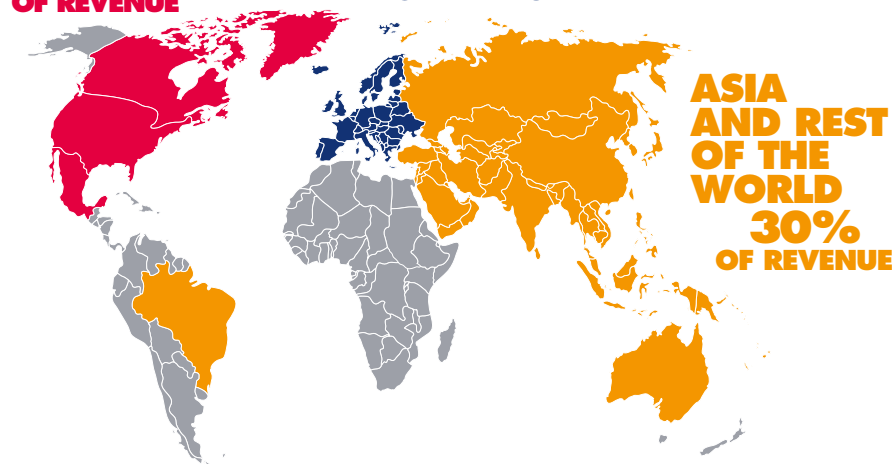 OF REVENUE
ASIA
AND REST
OF THE
WORLD
30%
OF REVENUE